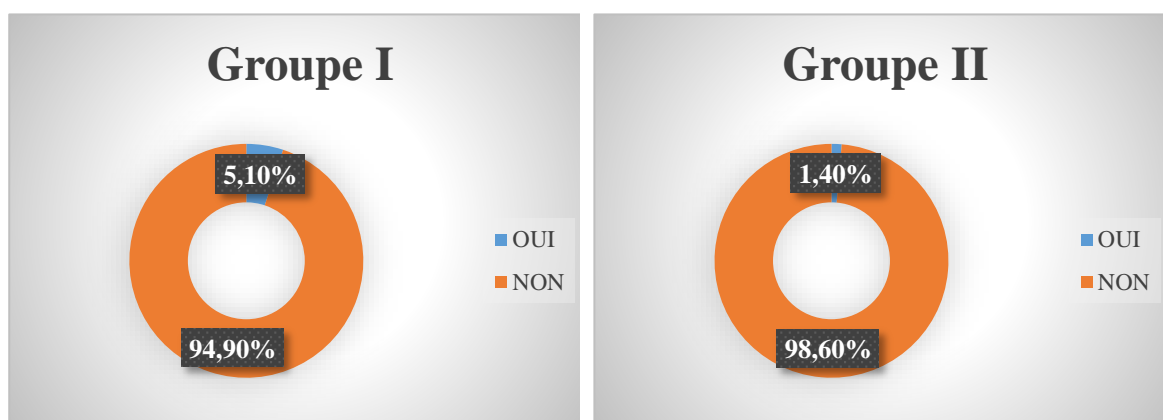 Groupe I
5,10%
OUI
NON
94,90%
Groupe II
1,40%
OUI
NON
98,60%